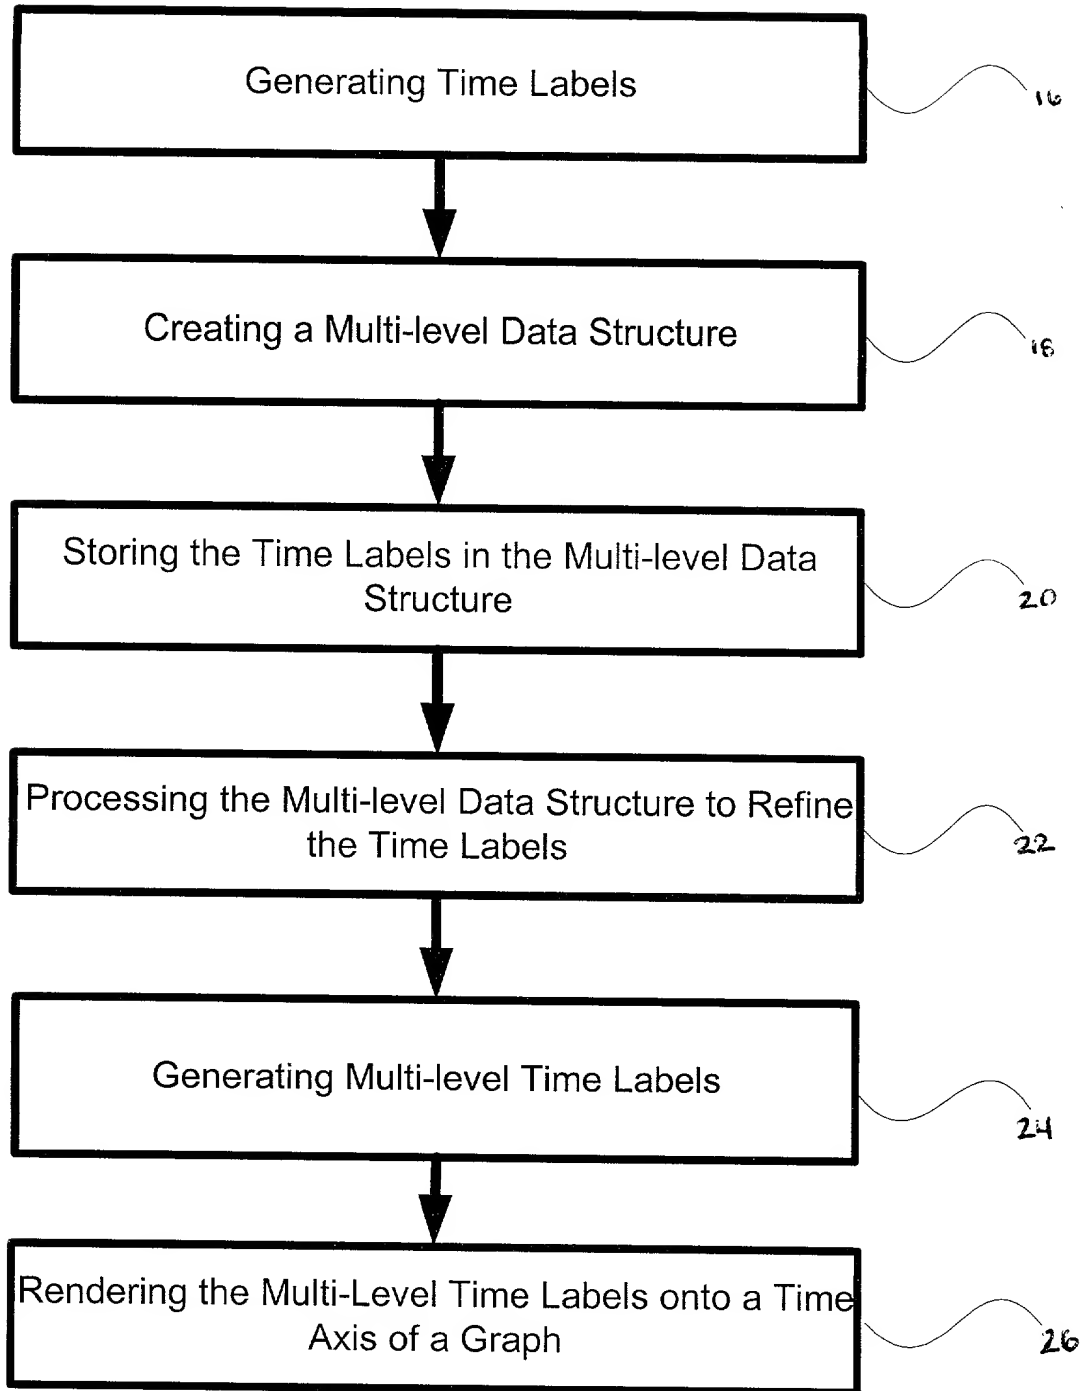 Generating Time Labels
16
Creating a Multi-level Data Structure
18
Storing the Time Labels in the Multi-level Data
Structure
20
Processing the Multi-level Data Structure to Refine
the Time Labels
22
Generating Multi-level Time Labels
24
Rendering the Multi-Level Time Labels onto a Time
Axis of a Graph
26